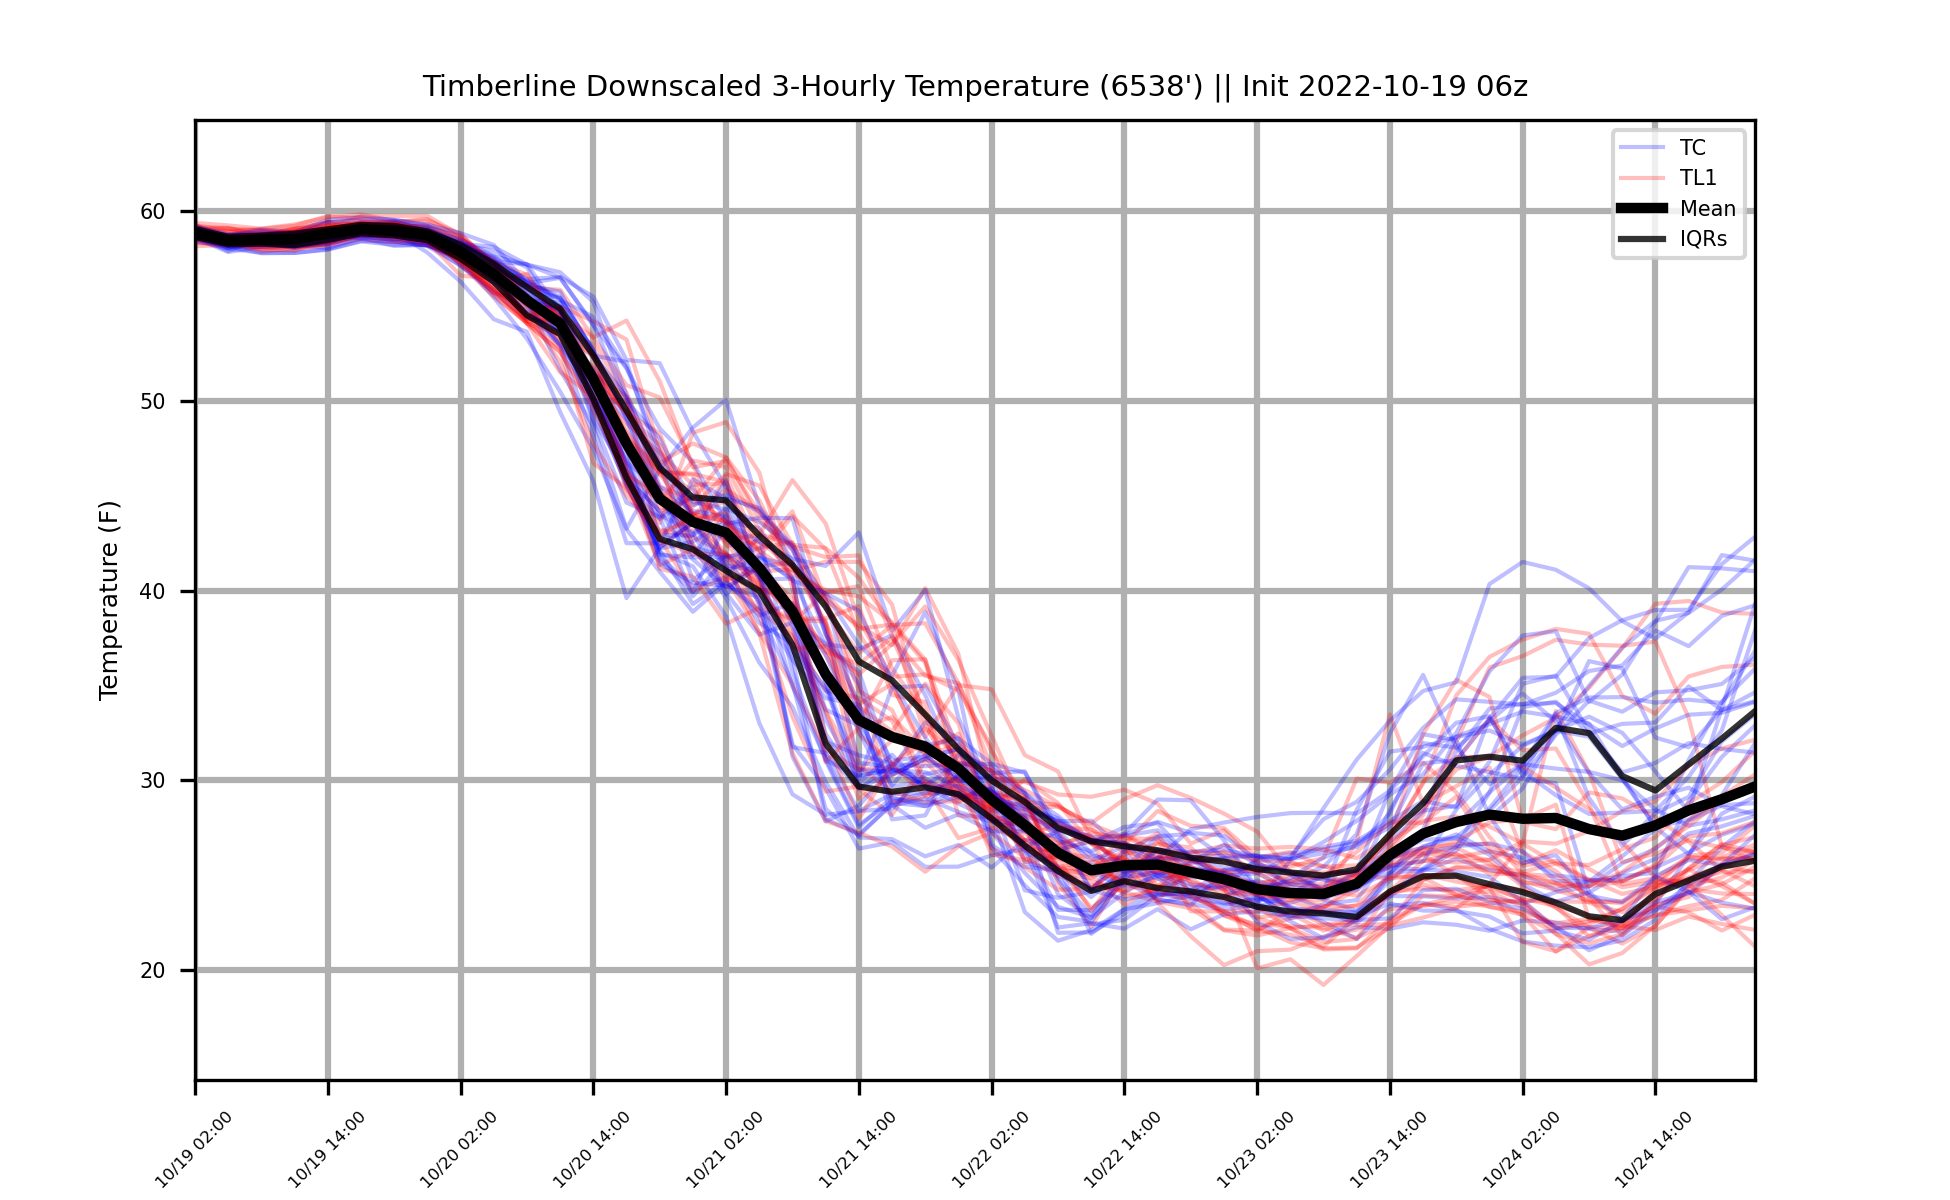 Timberline Downscaled 3-Hourly Temperature (6538') || Init 2022-10-19 06z
TC
TL1
Mean
IQRs
Temperature (F)
60
50
40
30
20
10/19 02:00
10/19 14:00
10/20 02:00
10/20 14:00
10/21 02:00
10/21 14:00
10/22 02:00
10/22 14:00
10/23 02:00
10/23 14:00
10/24 02:00
10/24 14:00